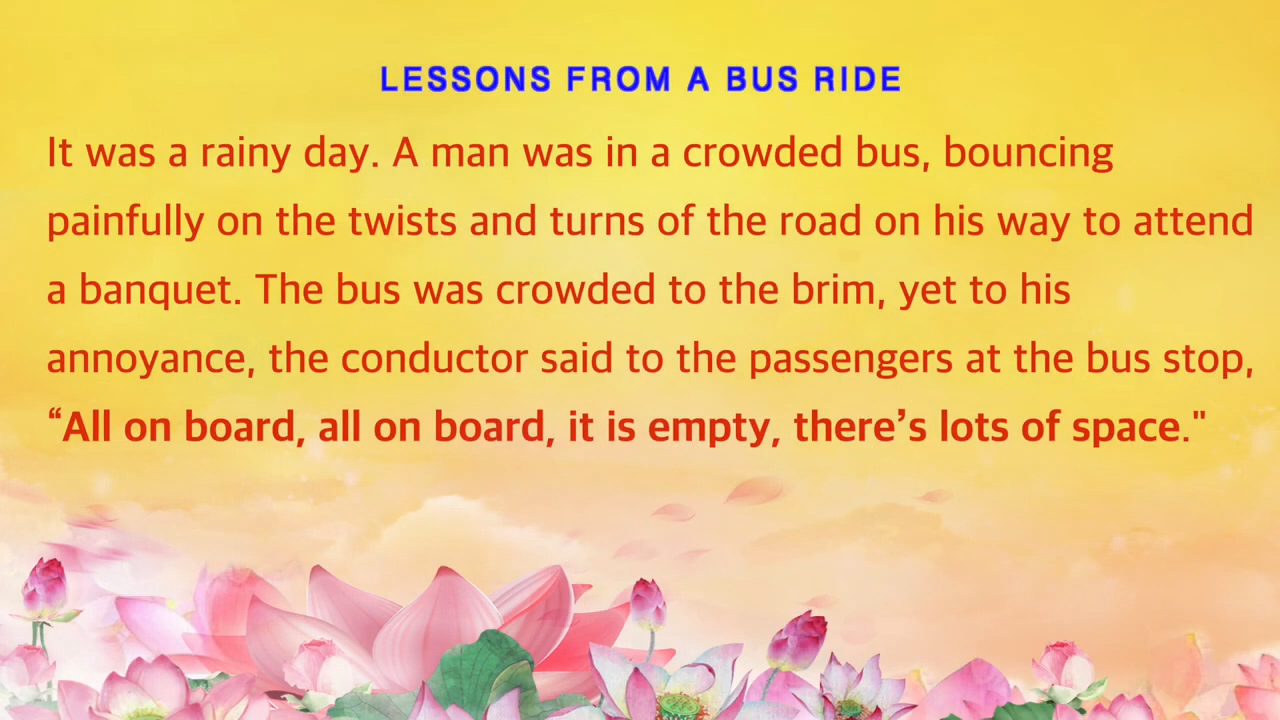 LESSONS FROM A BUS RIDE
It was a rainy day. A man was in a crowded bus, bouncing
painfully on the twists and turns of the road on his way to attend
a banquet. The bus was crowded to the brim, yet to his
annoyance, the conductor said to the passengers at the bus stop,
“All on board, all on board, it is empty, there’s lots of space."